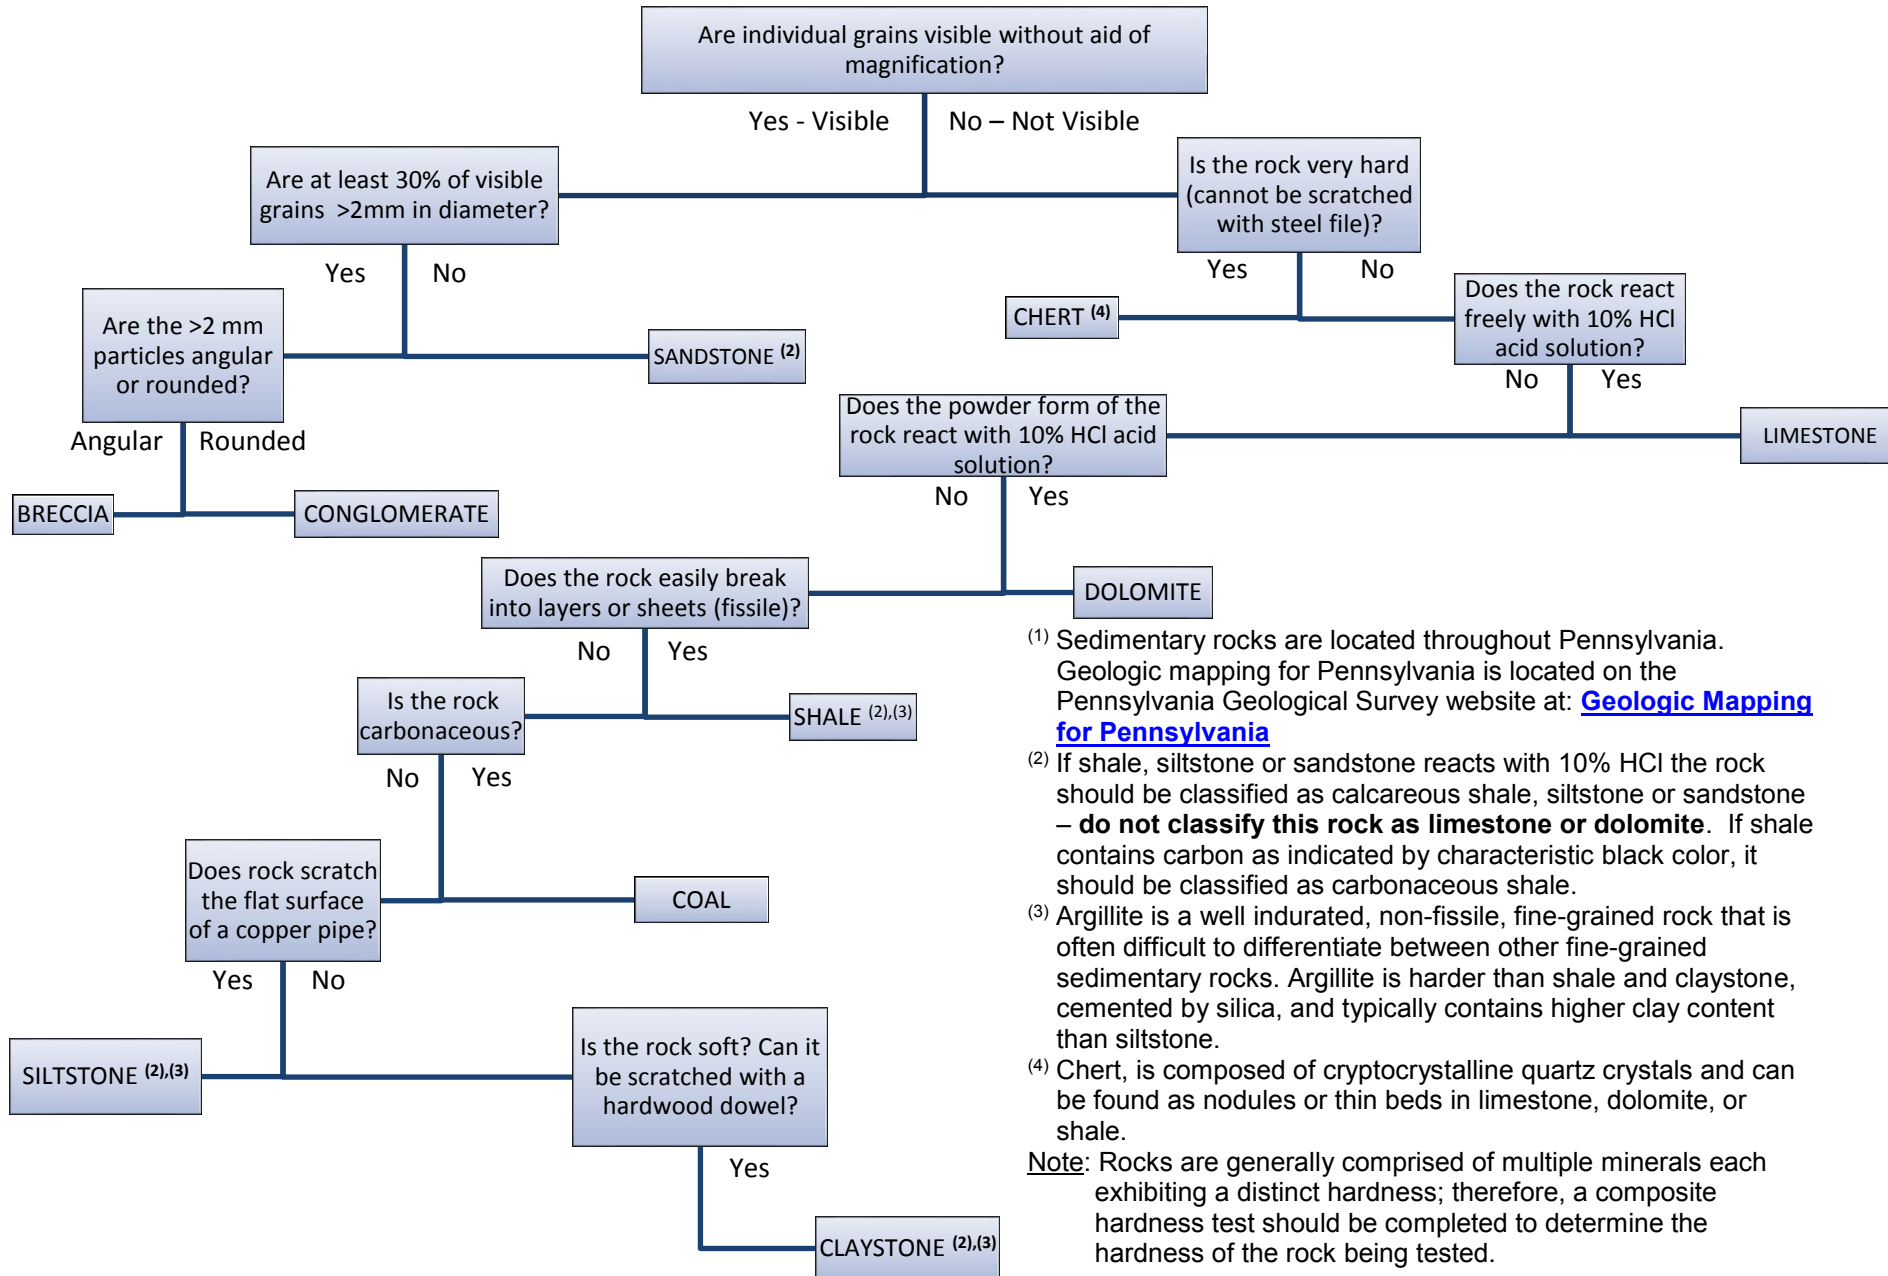 Are individual grains visible without aid of
magnification?
Yes - Visible
No – Not Visible
Are at least 30% of visible
grains >2mm in diameter?
Is the rock very hard
(cannot be scratched
with steel file)?
Yes
No
Yes
No
Are the >2 mm
particles angular
or rounded?
SANDSTONE (2)
CHERT (4)
Does the rock react
freely with 10% HCl
acid solution?
No
Yes
Angular
Rounded
Does the powder form of the
rock react with 10% HCl acid
solution?
LIMESTONE
No
Yes
BRECCIA
CONGLOMERATE
Does the rock easily break
into layers or sheets (fissile)?
DOLOMITE
No
Yes
Is the rock
carbonaceous?
SHALE (2),(3)
No
Yes
Does rock scratch
the flat surface
of a copper pipe?
COAL
Yes
No
SILTSTONE (2),(3)
Is the rock soft? Can it
be scratched with a
hardwood dowel?
Yes
CLAYSTONE (2),(3)
(1) Sedimentary rocks are located throughout Pennsylvania.
Geologic mapping for Pennsylvania is located on the
Pennsylvania Geological Survey website at: Geologic Mapping
for Pennsylvania
(2) If shale, siltstone or sandstone reacts with 10% HCl the rock
should be classified as calcareous shale, siltstone or sandstone
– do not classify this rock as limestone or dolomite. If shale
contains carbon as indicated by characteristic black color, it
should be classified as carbonaceous shale.
(3) Argillite is a well indurated, non-fissile, fine-grained rock that is
often difficult to differentiate between other fine-grained
sedimentary rocks. Argillite is harder than shale and claystone,
cemented by silica, and typically contains higher clay content
than siltstone.
(4) Chert, is composed of cryptocrystalline quartz crystals and can
be found as nodules or thin beds in limestone, dolomite, or
shale.
Note: Rocks are generally comprised of multiple minerals each
exhibiting a distinct hardness; therefore, a composite
hardness test should be completed to determine the
hardness of the rock being tested.